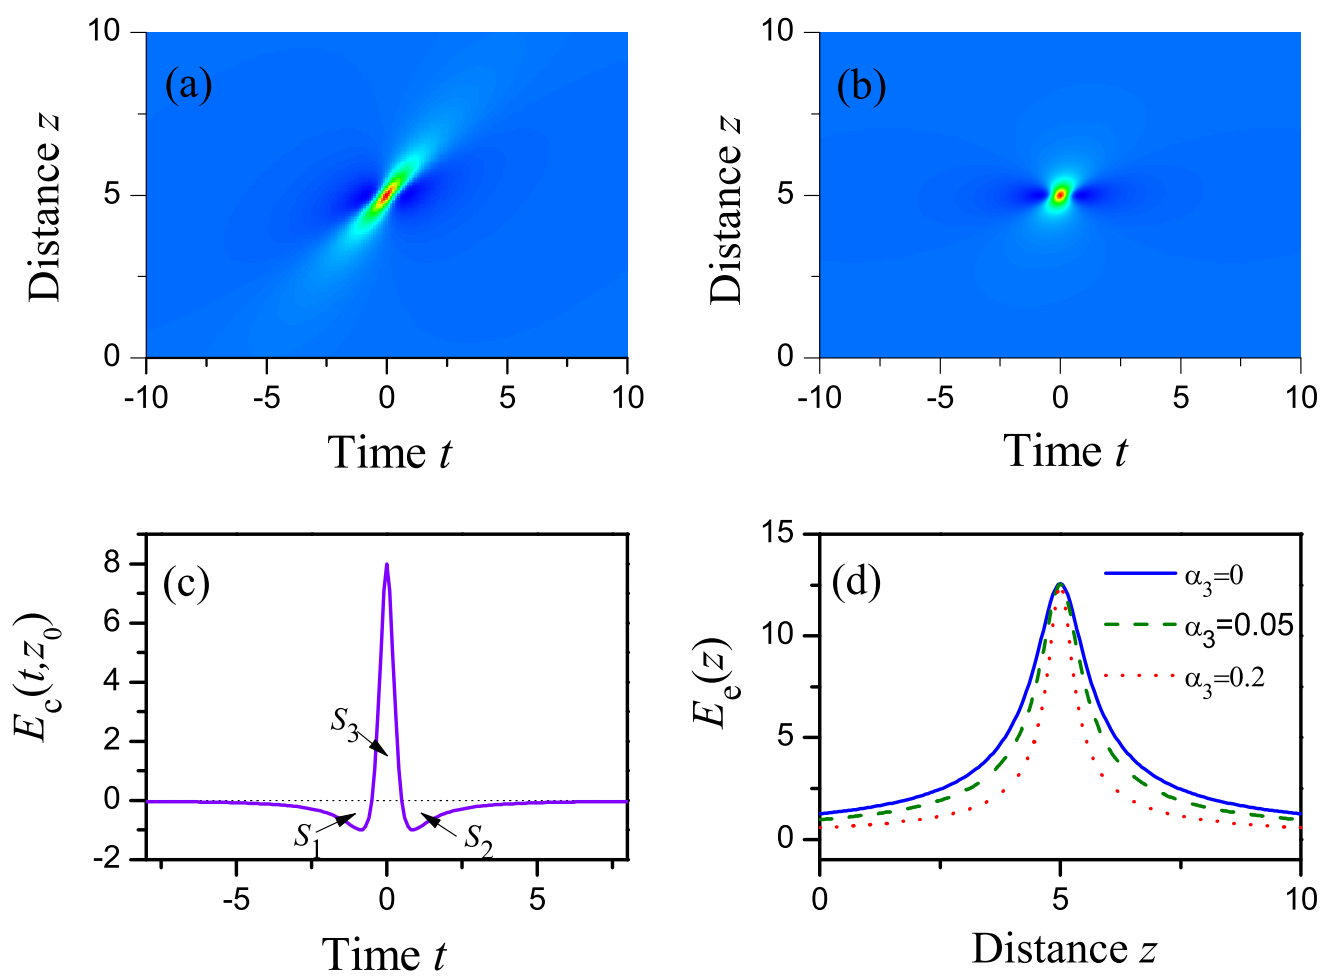 10
5
0
Distance z
(a)
-10 -5 0 5 10
Time t
10
5
0
Distance z
(b)
-10 -5 0 5 10
Time t
8
6
4
2
0
-2
E_c(t,z_0)
(c)
S_3
S_1
S_2
-5 0 5
Time t
15
10
5
0
E_e(z)
(d)
α_3=0
α_3=0.05
α_3=0.2
0 5 10
Distance z